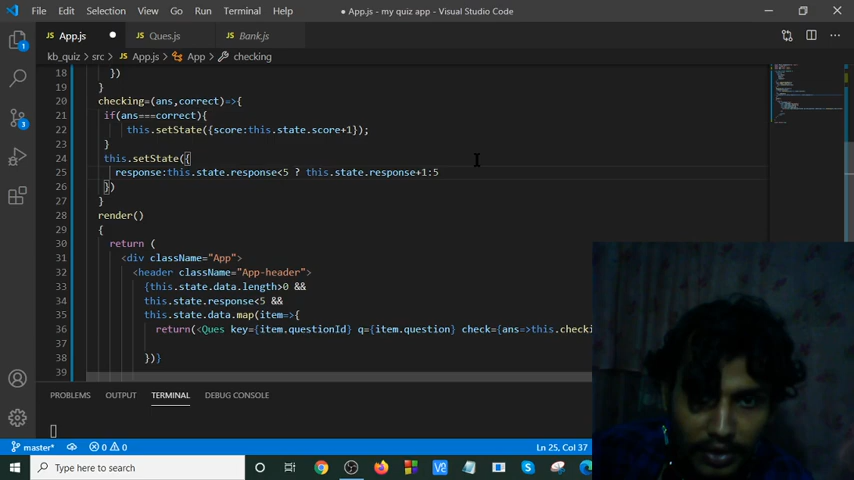 File Edit Selection View Go Run Terminal Help
● App.js - my quiz app - Visual Studio Code
App.js
Ques.js
Bank.js
kb_quiz > src > App.js > App > checking
18 })
19 }
20 checking=(ans,correct)=>{
21 if(ans===correct){
22 this.setState({score:this.state.score+1});
23 }
24 this.setState({
25 response:this.state.response<5 ? this.state.response+1:5
26 })
27 }
28 render()
29 {
30 return (
31 <div className="App">
32 <header className="App-header">
33 {this.state.data.length>0 &&
34 this.state.response<5 &&
35 this.state.data.map(item=>{
36 return(<Ques key={item.questionId} q={item.question} check={ans=>this.checki
37
38 })}
39
PROBLEMS OUTPUT TERMINAL DEBUG CONSOLE
master* 0 0 Ln 25, Col 37
Type here to search